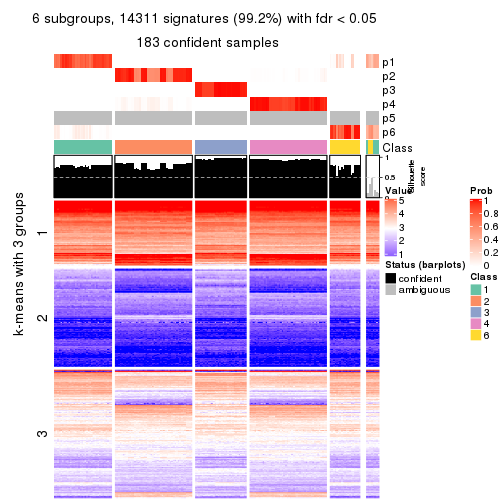 6 subgroups, 14311 signatures (99.2%) with fdr < 0.05
183 confident samples
p1
p2
p3
p4
p5
p6
Class
1
0.5
0
Silhouette
score
k-means with 3 groups
1
2
3
Value
5
4
3
2
1
Status (barplots)
confident
ambiguous
Prob
1
0.8
0.6
0.4
0.2
0
Class
1
2
3
4
6